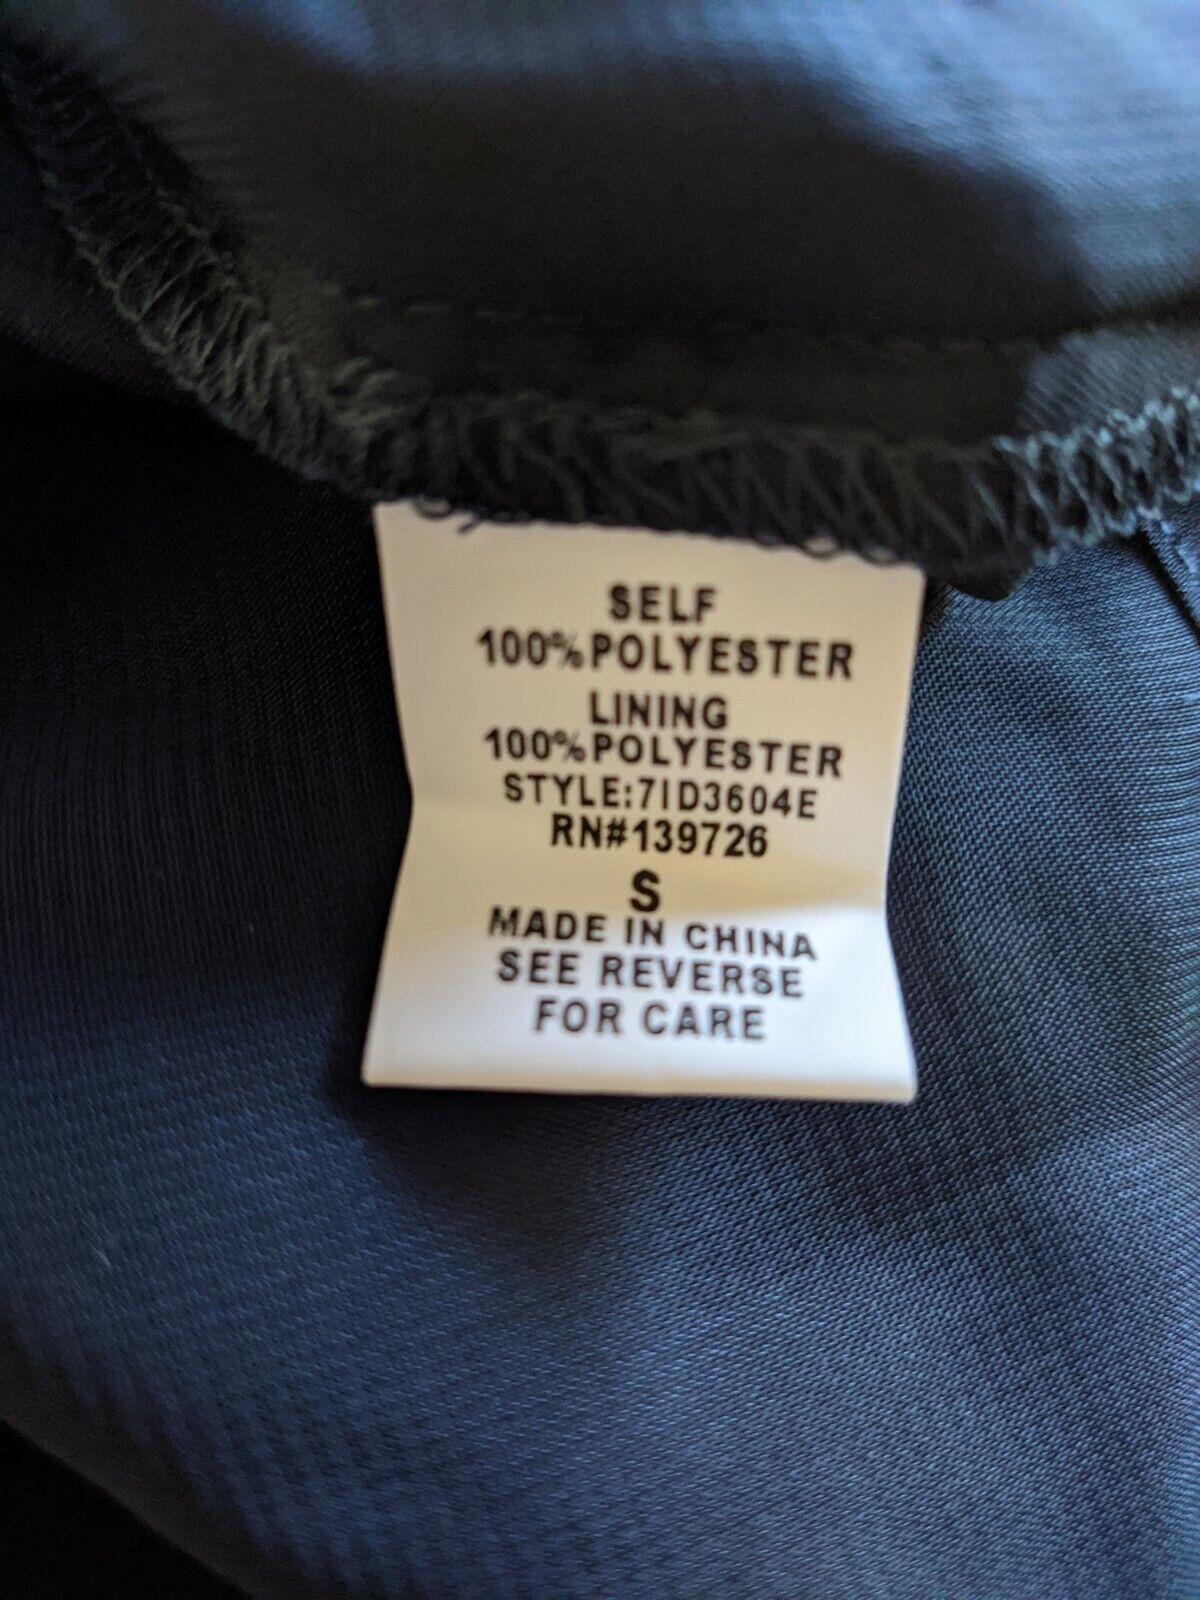 SELF
100%POLYESTER
LINING
100%POLYESTER
STYLE:7ID3604E
RN#139726
S
MADE IN CHINA
SEE REVERSE
FOR CARE